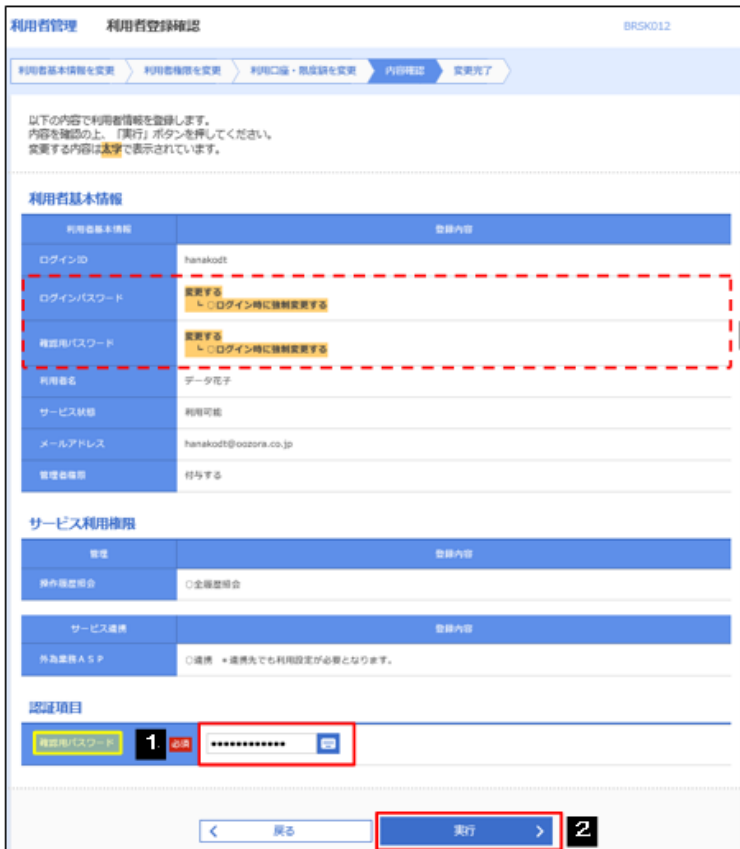 利用者管理 利用者登録確認 BRSK012
利用者基本情報を変更 利用者権限を変更 利用口座・限度額を変更 内容確認 変更完了
以下の内容で利用者情報を登録します。
内容を確認の上、「実行」ボタンを押してください。
変更する内容は太字で表示されています。
利用者基本情報
利用者基本情報 登録内容
ログインID hanakodt
ログインパスワード 変更する
└ ○ログイン時に強制変更する
確認用パスワード 変更する
└ ○ログイン時に強制変更する
利用者名 データ花子
サービス状態 利用可能
メールアドレス hanakodt@oozora.co.jp
管理者権限 付与する
サービス利用権限
管理 登録内容
操作履歴照会 ○全履歴照会
サービス連携 登録内容
外為業務ASP ○連携 *連携先でも利用設定が必要となります。
認証項目
確認用パスワード 1 必須 ••••••••••••
戻る 実行 2